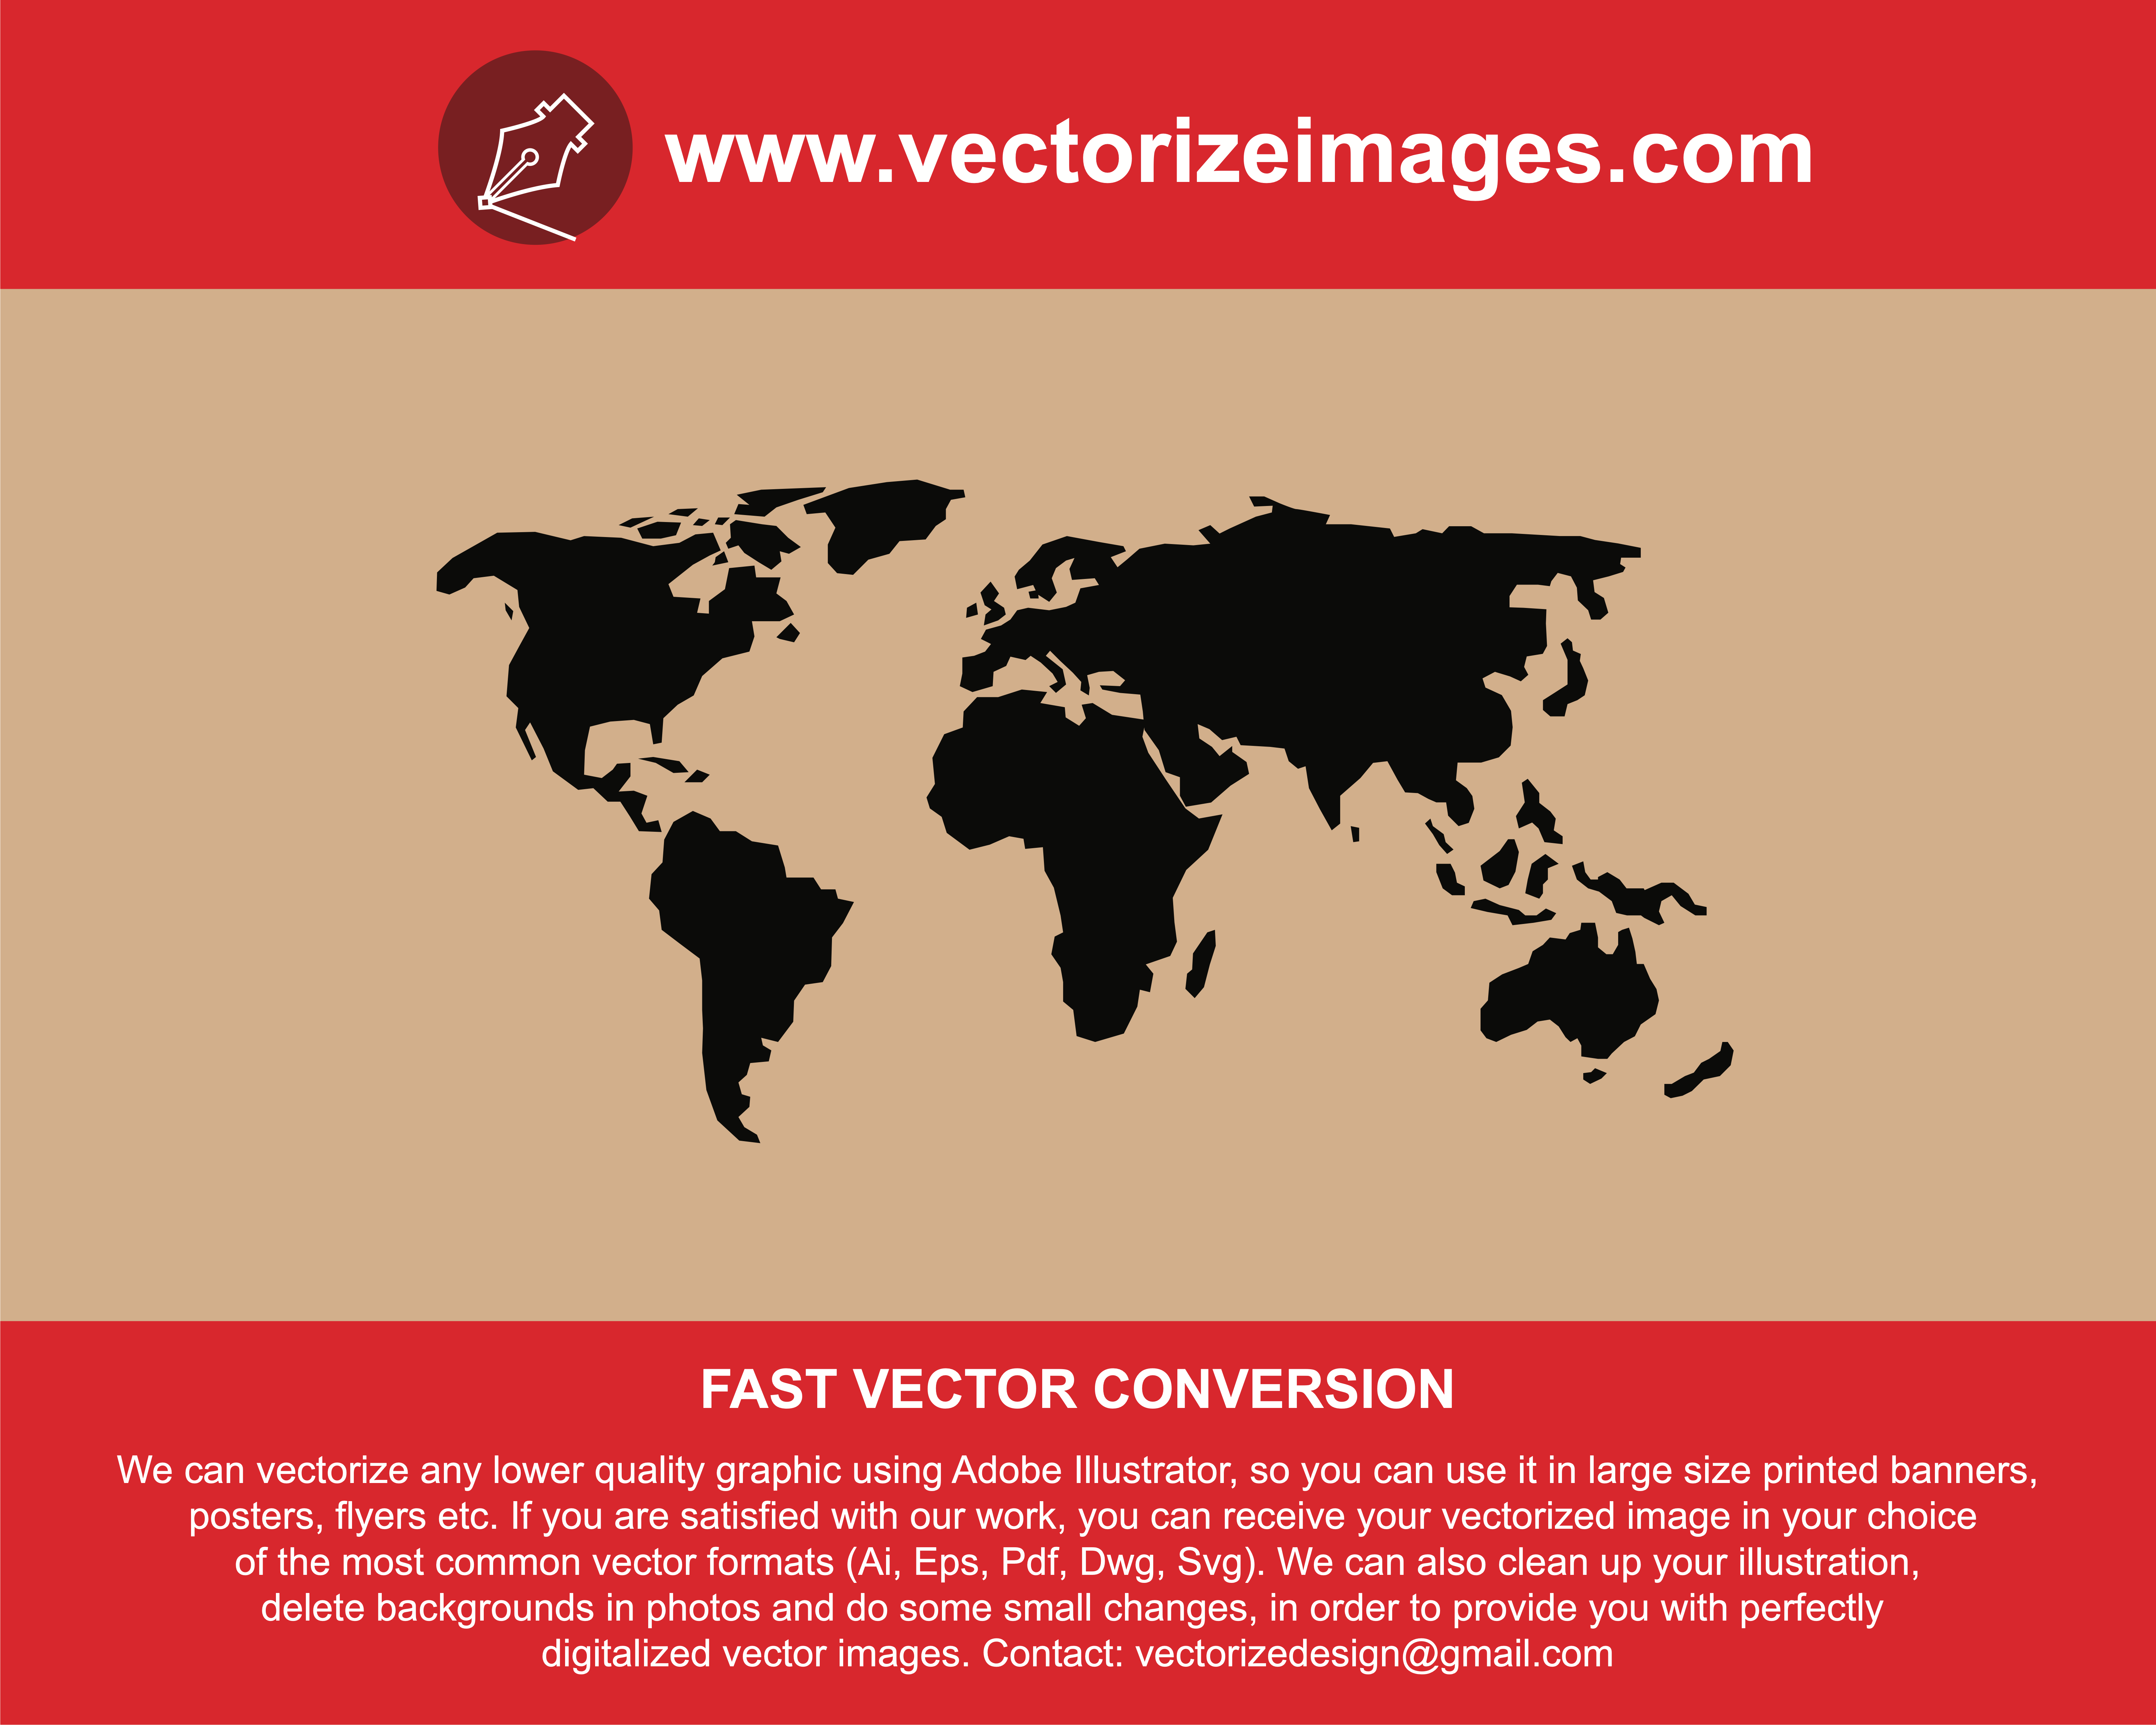 www.vectorizeimages.com
FAST VECTOR CONVERSION
We can vectorize any lower quality graphic using Adobe Illustrator, so you can use it in large size printed banners,
posters, flyers etc. If you are satisfied with our work, you can receive your vectorized image in your choice
of the most common vector formats (Ai, Eps, Pdf, Dwg, Svg). We can also clean up your illustration,
delete backgrounds in photos and do some small changes, in order to provide you with perfectly
digitalized vector images. Contact: vectorizedesign@gmail.com